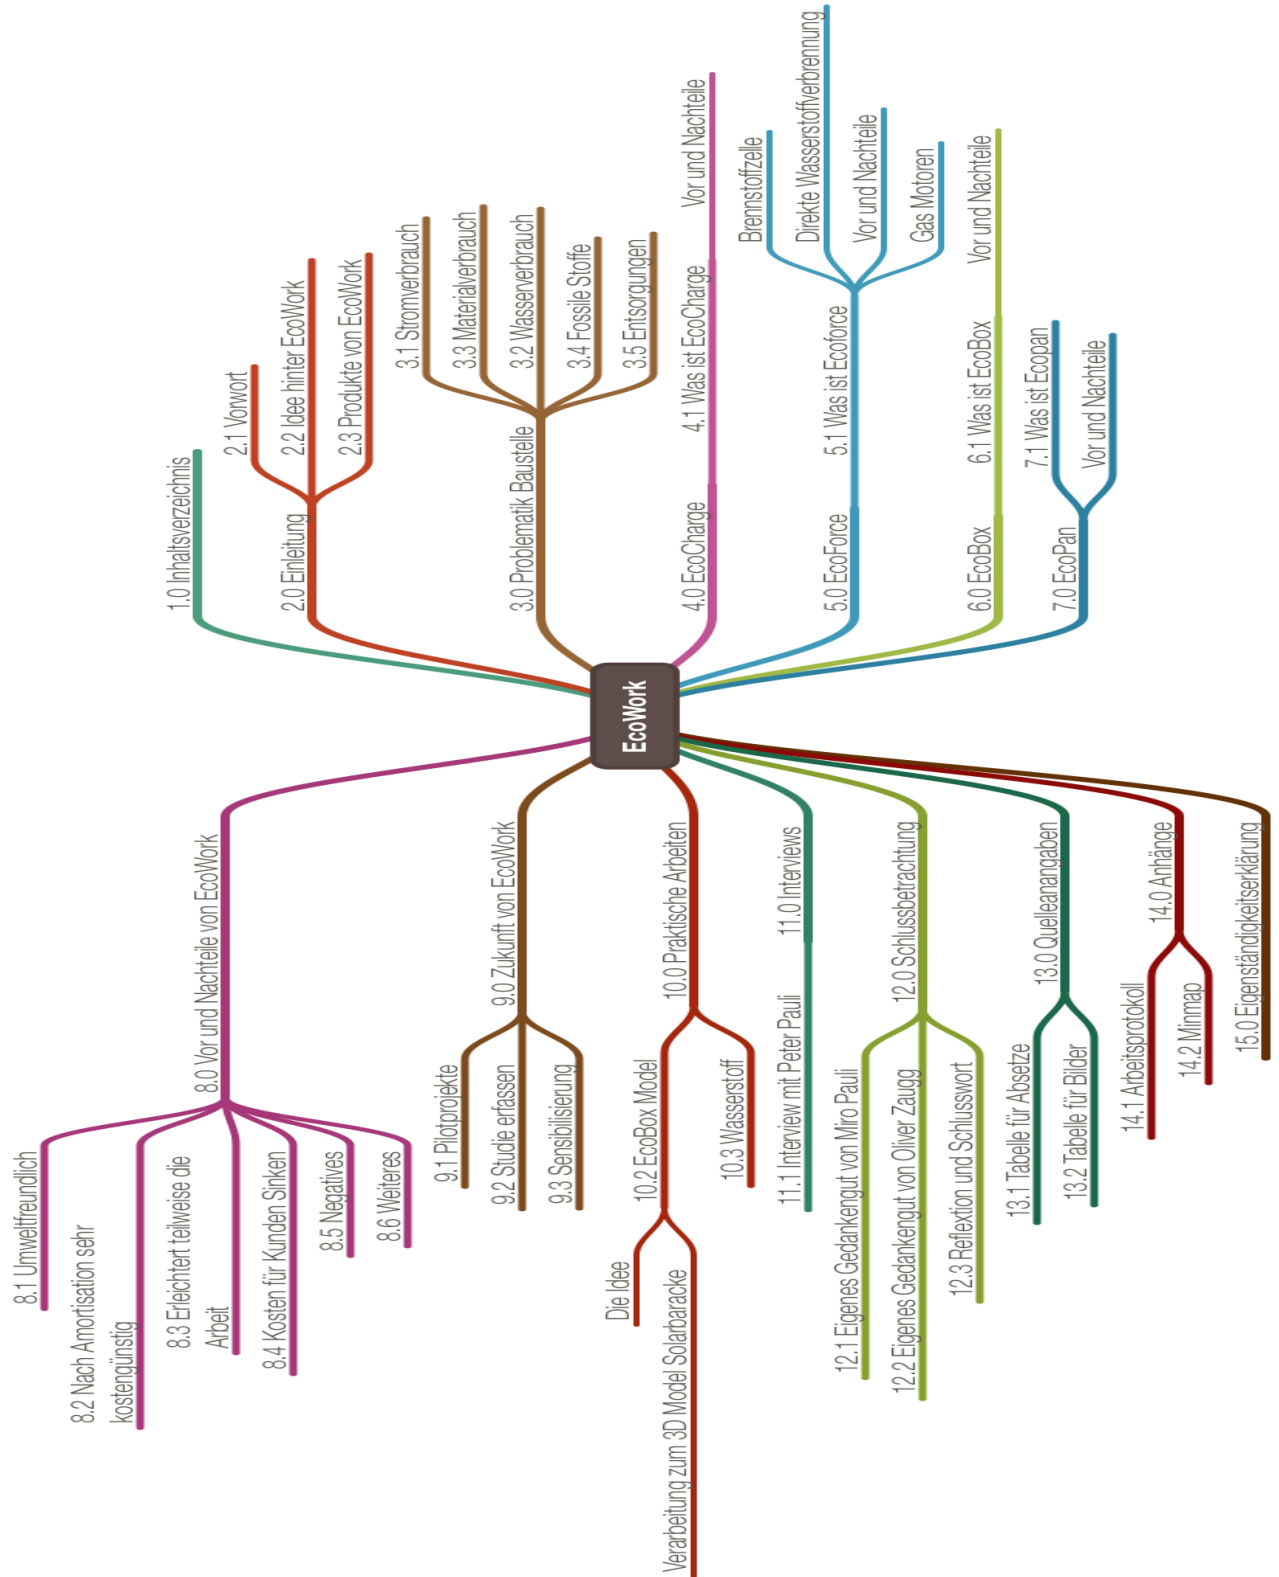 EcoWork
1.0 Inhaltsverzeichnis
2.0 Einleitung
2.1 Vorwort
2.2 Idee hinter EcoWork
2.3 Produkte von EcoWork
3.0 Problematik Baustelle
3.1 Stromverbrauch
3.3 Materialverbrauch
3.2 Wasserverbrauch
3.4 Fossile Stoffe
3.5 Entsorgungen
4.0 EcoCharge
4.1 Was ist EcoCharge
Vor und Nachteile
5.0 EcoForce
5.1 Was ist Ecoforce
Brennstoffzelle
Direkte Wasserstoffverbrennung
Vor und Nachteile
Gas Motoren
6.0 EcoBox
6.1 Was ist EcoBox
Vor und Nachteile
7.0 EcoPan
7.1 Was ist Ecopan
Vor und Nachteile
8.0 Vor und Nachteile von EcoWork
8.1 Umweltfreundlich
8.2 Nach Amortisation sehr
kostengünstig
8.3 Erleichtert teilweise die
Arbeit
8.4 Kosten für Kunden Sinken
8.5 Negatives
8.6 Weiteres
9.0 Zukunft von EcoWork
9.1 Pilotprojekte
9.2 Studie erfassen
9.3 Sensibilisierung
10.0 Praktische Arbeiten
10.2 EcoBox Model
Die Idee
Verarbeitung zum 3D Model Solarbaracke
10.3 Wasserstoff
11.0 Interviews
11.1 Interview mit Peter Pauli
12.0 Schlussbetrachtung
12.1 Eigenes Gedankengut von Miro Pauli
12.2 Eigenes Gedankengut von Oliver Zaugg
12.3 Reflextion und Schlusswort
13.0 Quelleanangaben
13.1 Tabelle für Absetze
13.2 Tabelle für Bilder
14.0 Anhänge
14.1 Arbeitsprotokoll
14.2 Minmap
15.0 Eigenständigkeitserklärung